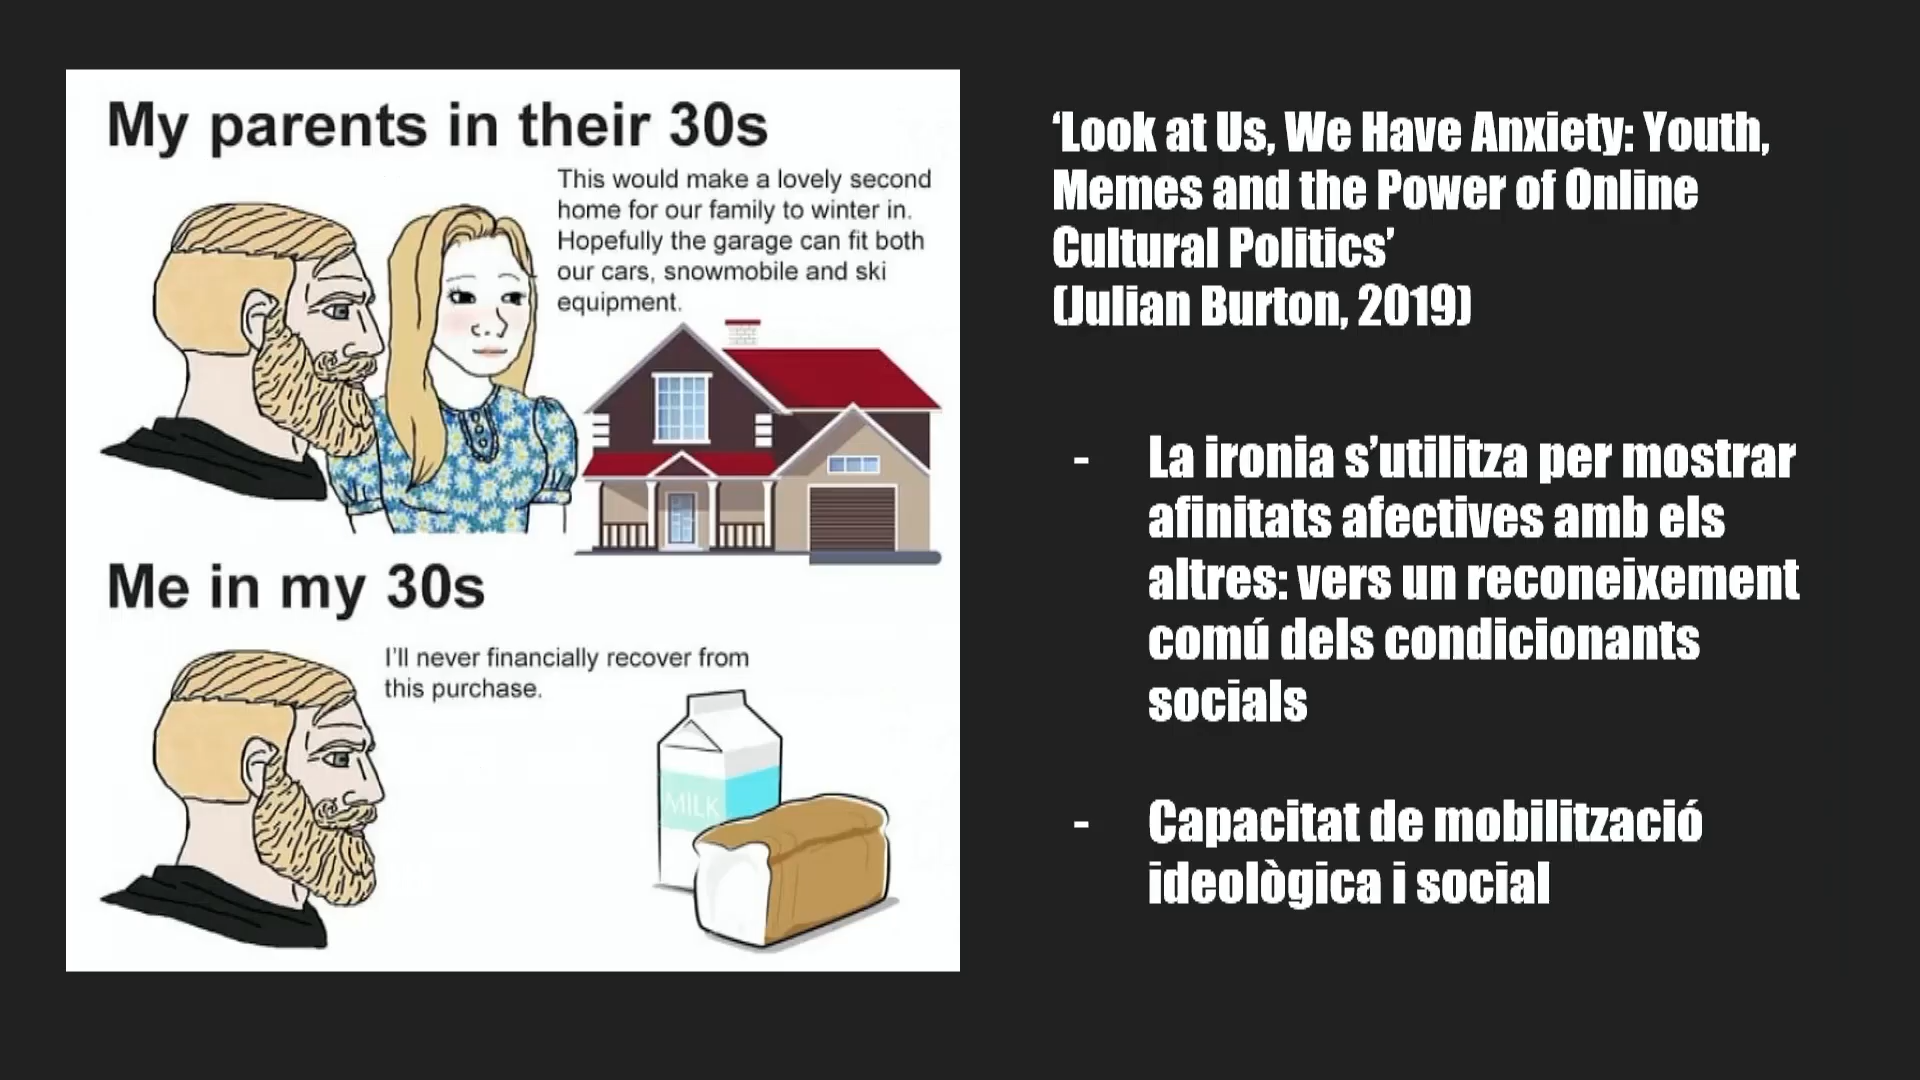 My parents in their 30s
This would make a lovely second
home for our family to winter in.
Hopefully the garage can fit both
our cars, snowmobile and ski
equipment.
Me in my 30s
I'll never financially recover from
this purchase.
MILK
‘Look at Us, We Have Anxiety: Youth,
Memes and the Power of Online
Cultural Politics’
(Julian Burton, 2019)
- La ironia s’utilitza per mostrar
afinitats afectives amb els
altres: vers un reconeixement
comú dels condicionants
socials
- Capacitat de mobilització
ideològica i social